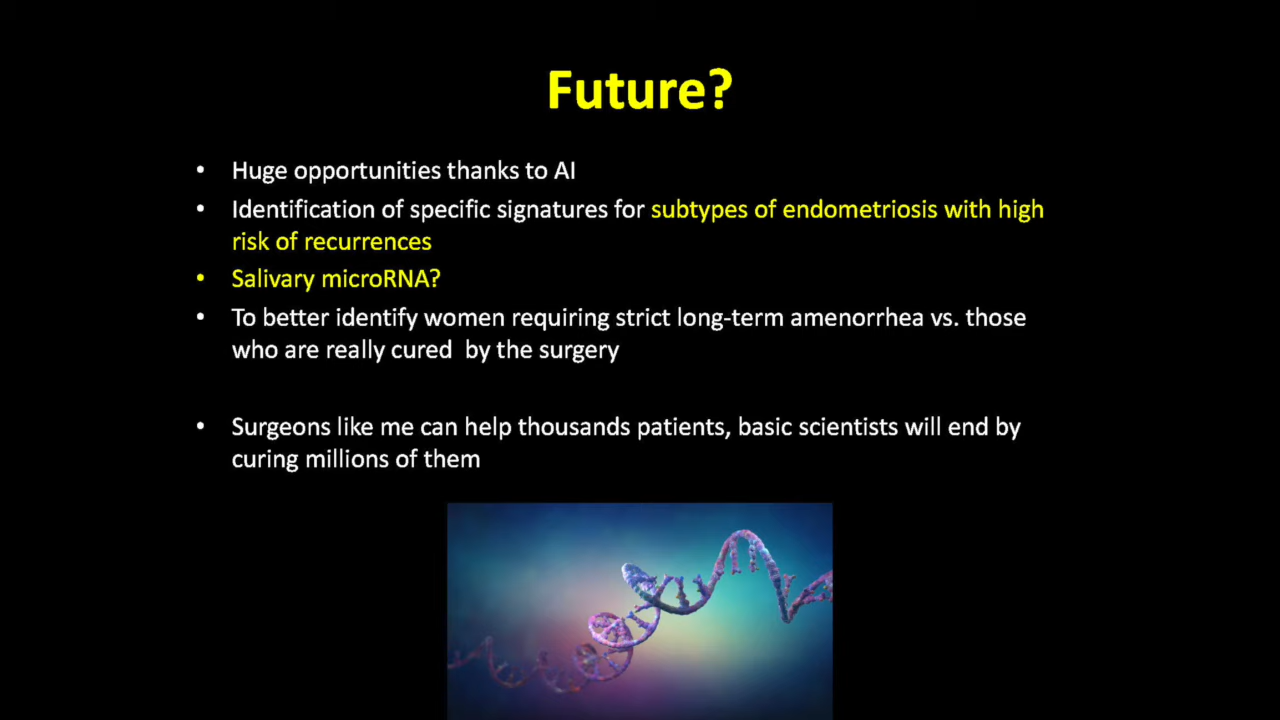 Future?
• Huge opportunities thanks to AI
• Identification of specific signatures for subtypes of endometriosis with high
risk of recurrences
• Salivary microRNA?
• To better identify women requiring strict long-term amenorrhea vs. those
who are really cured  by the surgery
• Surgeons like me can help thousands patients, basic scientists will end by
curing millions of them